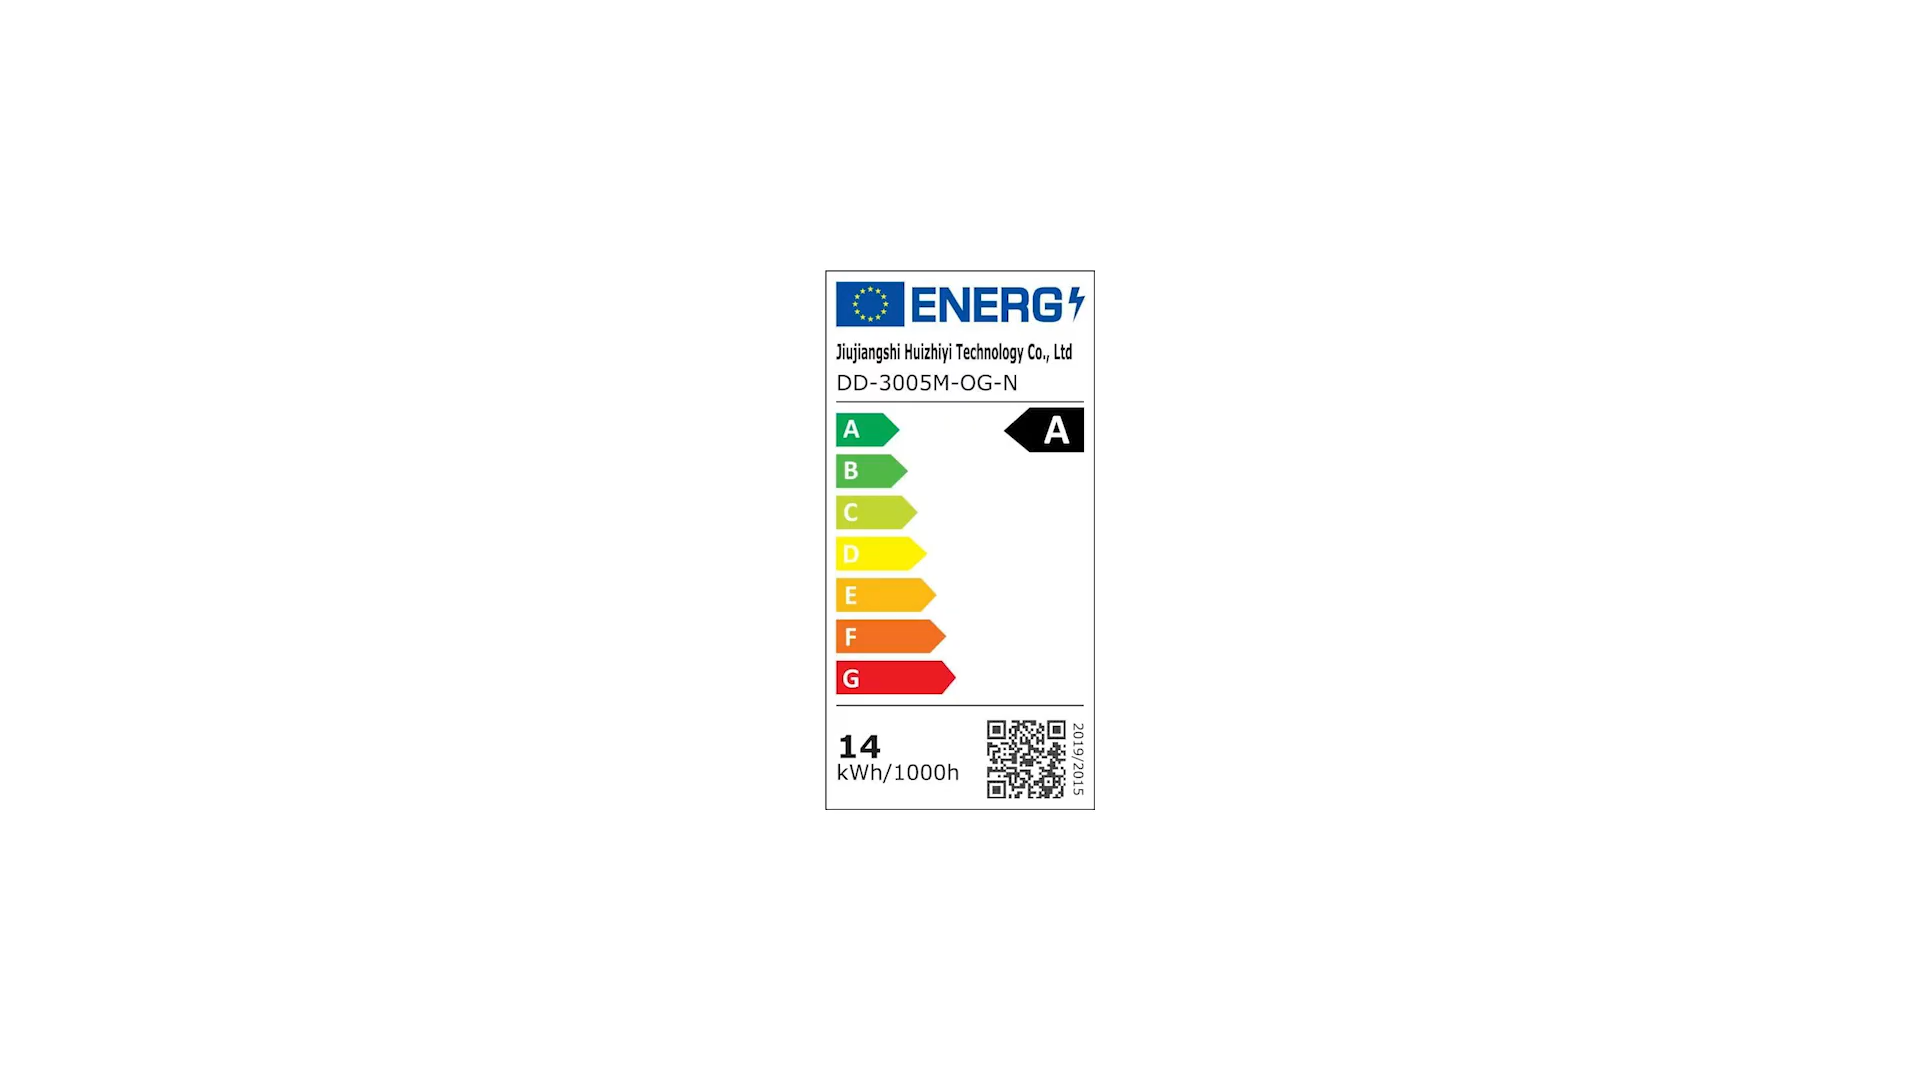 ENERG
Jiujiangshi Huizhiyi Technology Co., Ltd
DD-3005M-OG-N
A
A
B
C
D
E
F
G
14
kWh/1000h
2019/2015